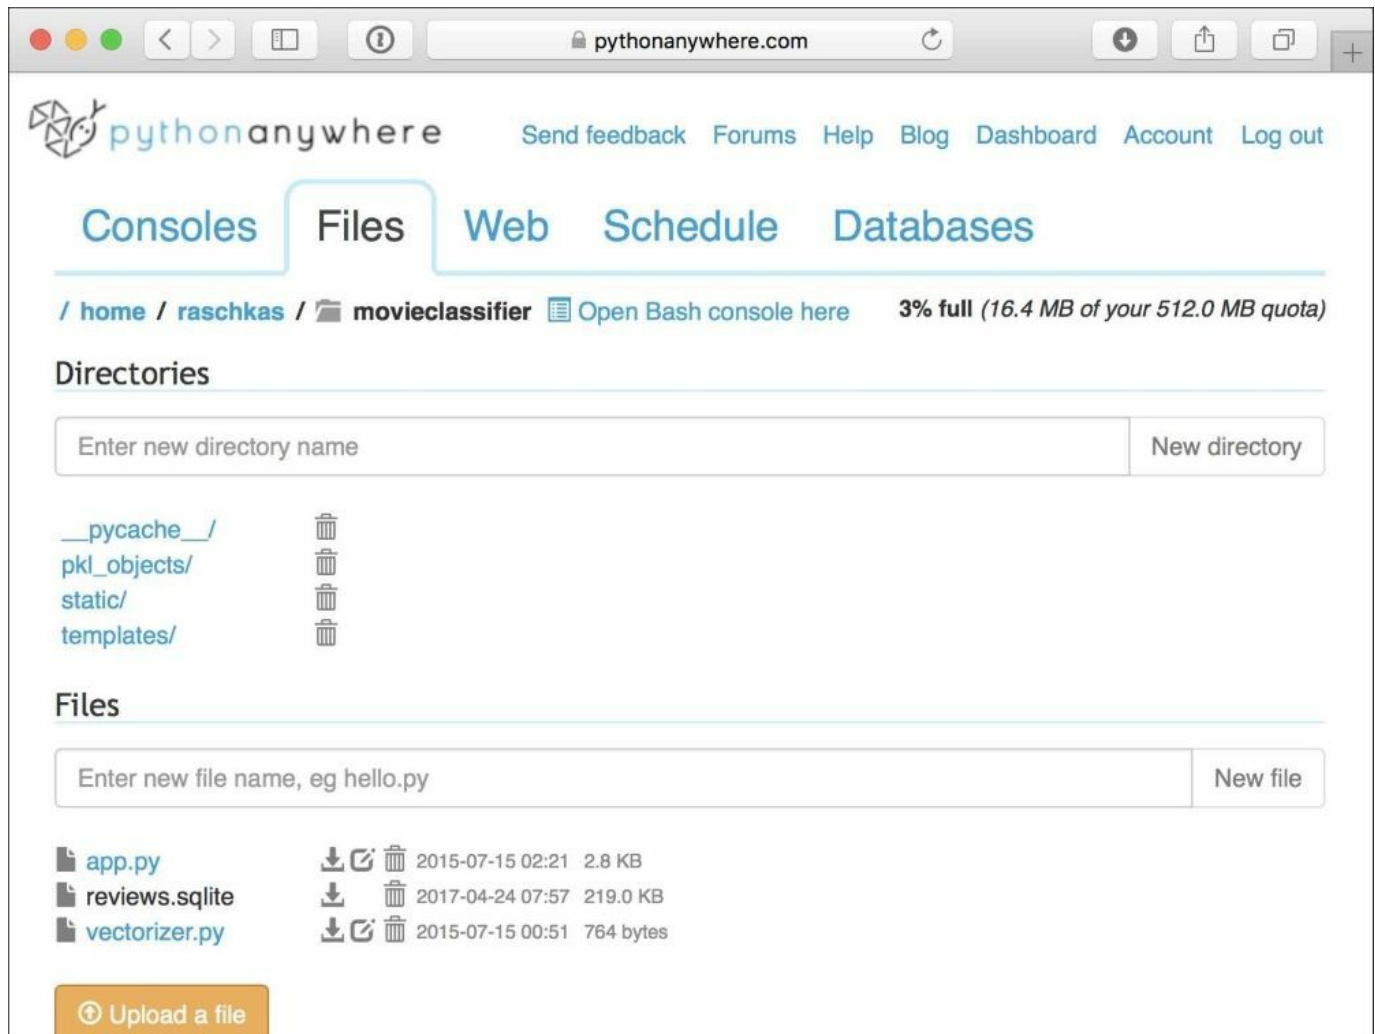 pythonanywhere.com
pythonanywhere
Send feedback Forums Help Blog Dashboard Account Log out
Consoles Files Web Schedule Databases
/ home / raschkas / movieclassifier Open Bash console here 3% full (16.4 MB of your 512.0 MB quota)
Directories
Enter new directory name New directory
__pycache__/
pkl_objects/
static/
templates/
Files
Enter new file name, eg hello.py New file
app.py 2015-07-15 02:21 2.8 KB
reviews.sqlite 2017-04-24 07:57 219.0 KB
vectorizer.py 2015-07-15 00:51 764 bytes
Upload a file